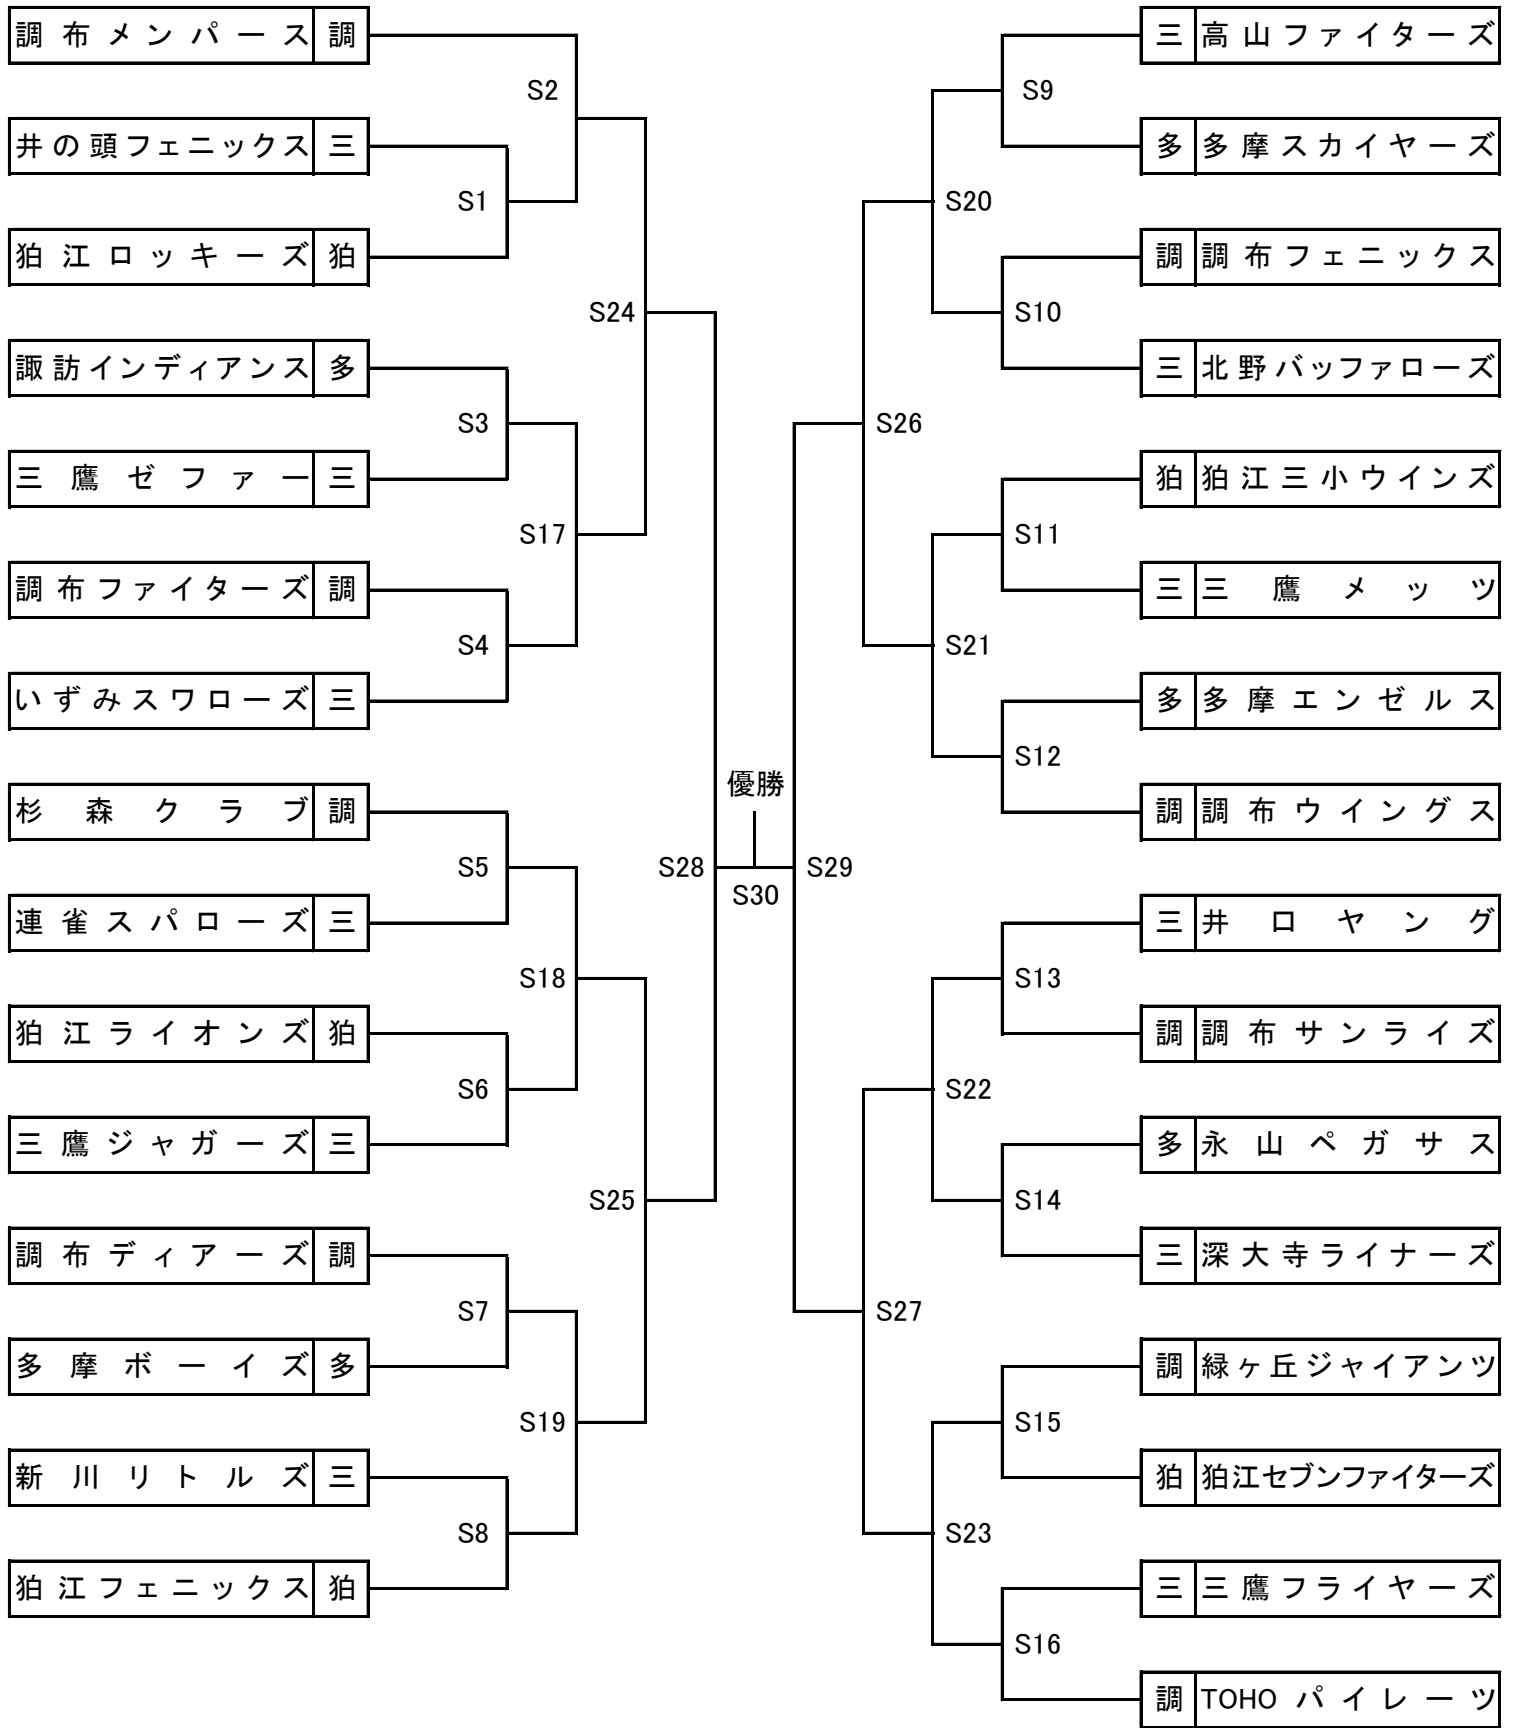 調布メンパース 調
S2
井の頭フェニックス 三
S1
狛江ロッキーズ 狛
S24
諏訪インディアンス 多
S3
三鷹ゼファー 三
S17
調布ファイターズ 調
S4
いずみスワローズ 三
杉森クラブ 調
S5
S28
連雀スパローズ 三
S18
狛江ライオンズ 狛
S6
三鷹ジャガーズ 三
S25
調布ディアーズ 調
S7
多摩ボーイズ 多
S19
新川リトルズ 三
S8
狛江フェニックス 狛
優勝
S30
三 高山ファイターズ
S9
多 多摩スカイヤーズ
S20
調 調布フェニックス
S10
三 北野バッファローズ
S26
狛 狛江三小ウインズ
S11
三 三鷹メッツ
S21
多 多摩エンゼルス
S12
調 調布ウイングス
S29
三 井口ヤング
S13
調 調布サンライズ
S22
多 永山ペガサス
S14
三 深大寺ライナーズ
S27
調 緑ヶ丘ジャイアンツ
S15
狛 狛江セブンファイターズ
S23
三 三鷹フライヤーズ
S16
調 TOHOパイレーツ